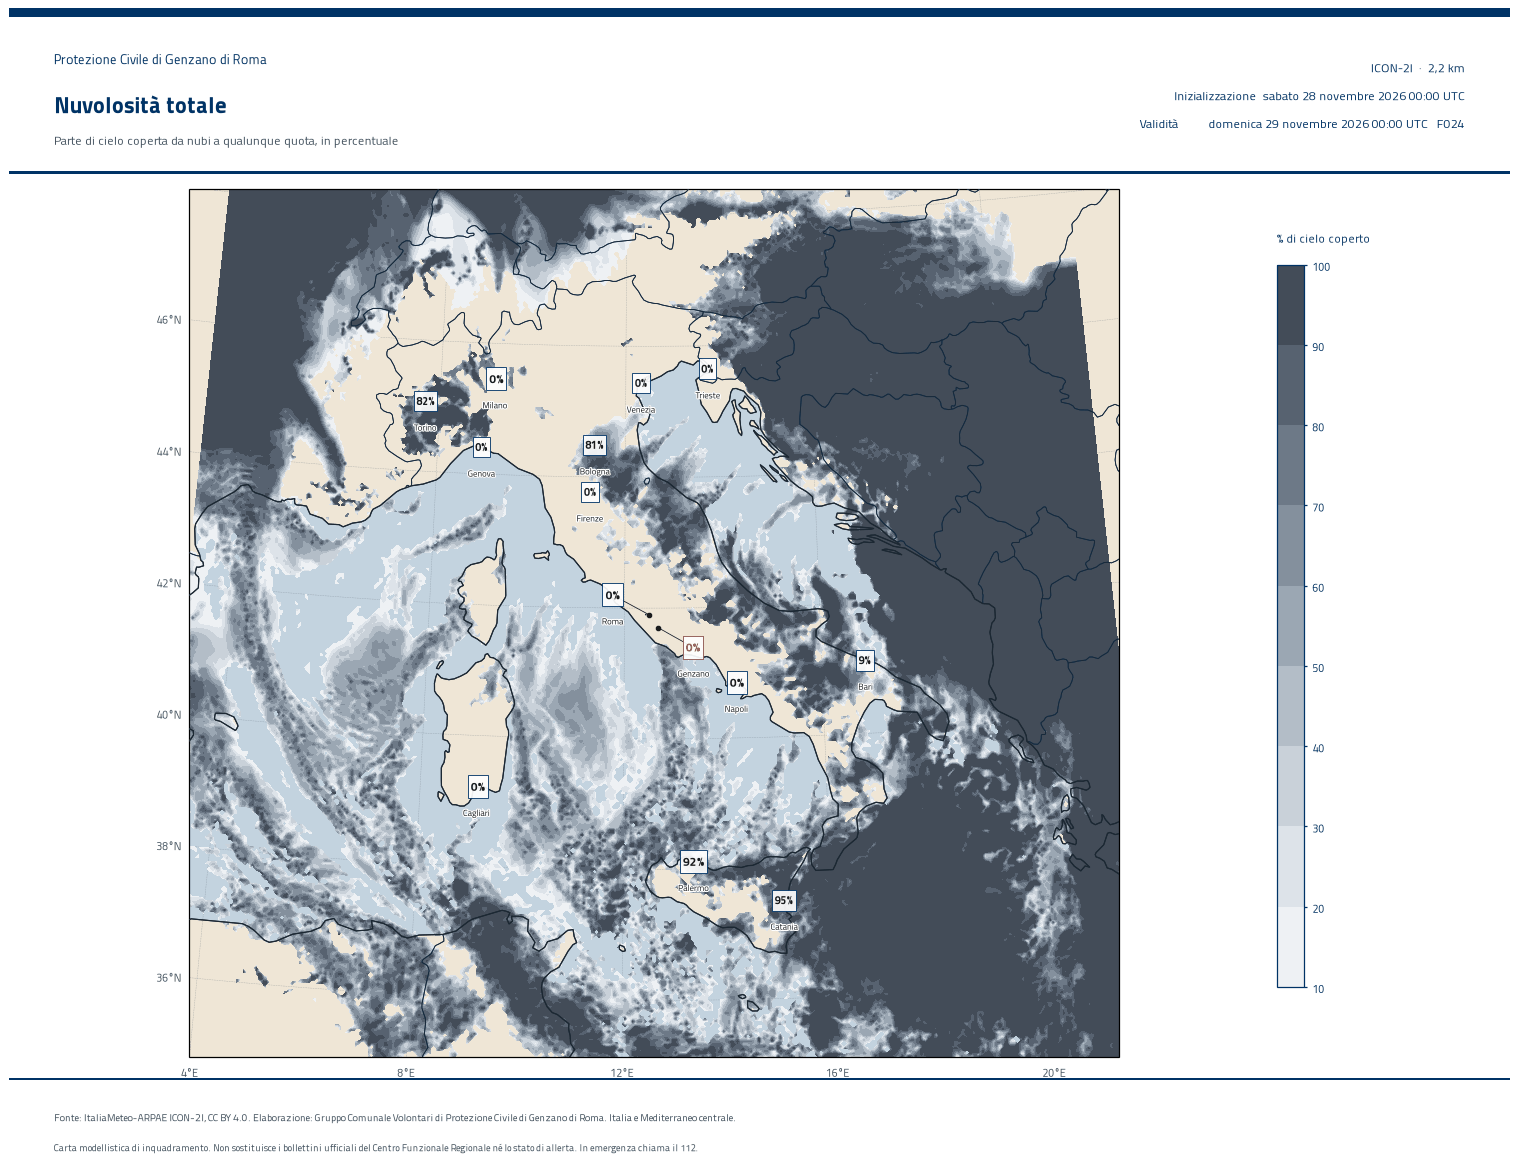 Protezione Civile di Genzano di Roma
Nuvolosità totale
Parte di cielo coperta da nubi a qualunque quota, in percentuale
ICON-2I · 2,2 km
Inizializzazione sabato 28 novembre 2026 00:00 UTC
Validità domenica 29 novembre 2026 00:00 UTC F024
% di cielo coperto
100
90
80
70
60
50
40
30
20
10
46°N
44°N
42°N
40°N
38°N
36°N
4°E
8°E
12°E
16°E
20°E
0%
Milano
82%
Torino
0%
Genova
0%
Venezia
0%
Trieste
81%
Bologna
0%
Firenze
0%
Roma
0%
Genzano
0%
Napoli
9%
Bari
0%
Cagliari
92%
Palermo
95%
Catania
Fonte: ItaliaMeteo-ARPAE ICON-2I, CC BY 4.0. Elaborazione: Gruppo Comunale Volontari di Protezione Civile di Genzano di Roma. Italia e Mediterraneo centrale.
Carta modellistica di inquadramento. Non sostituisce i bollettini ufficiali del Centro Funzionale Regionale né lo stato di allerta. In emergenza chiama il 112.